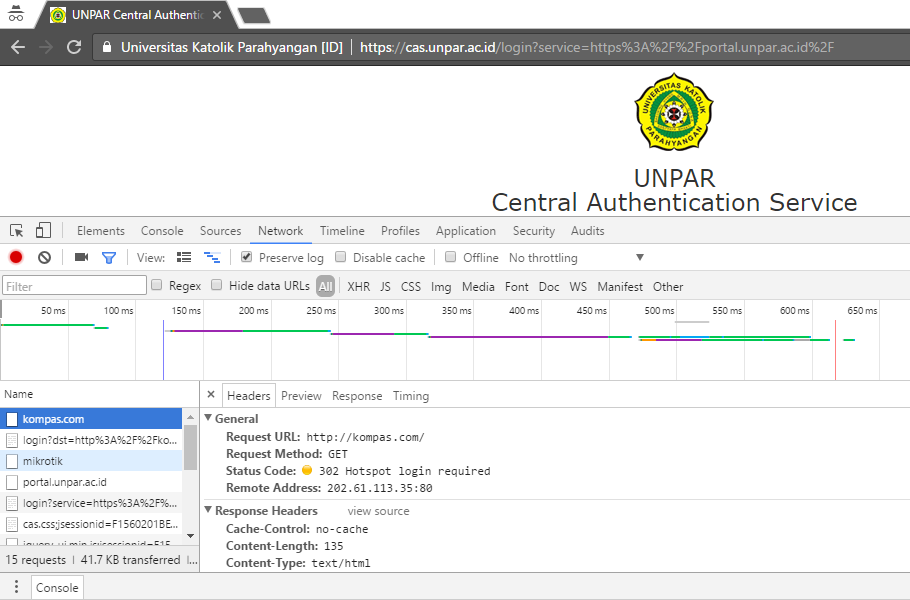 UNPAR Central Authentic
Universitas Katolik Parahyangan [ID] | https://cas.unpar.ac.id/login?service=https%3A%2F%2Fportal.unpar.ac.id%2F
UNIVERSITAS KATOLIK
PARAHYANGAN
UNPAR
Central Authentication Service
Elements Console Sources Network Timeline Profiles Application Security Audits
View: Preserve log Disable cache Offline No throttling
Filter Regex Hide data URLs All XHR JS CSS Img Media Font Doc WS Manifest Other
50 ms 100 ms 150 ms 200 ms 250 ms 300 ms 350 ms 400 ms 450 ms 500 ms 550 ms 600 ms 650 ms
Name
kompas.com
login?dst=http%3A%2F%2Fko...
mikrotik
portal.unpar.ac.id
login?service=https%3A%2F%...
cas.css;jsessionid=F1560201BE...
jquery-ui.min.js;jsessionid=F15...
15 requests | 41.7 KB transferred | ...
× Headers Preview Response Timing
General
Request URL: http://kompas.com/
Request Method: GET
Status Code: 302 Hotspot login required
Remote Address: 202.61.113.35:80
Response Headers view source
Cache-Control: no-cache
Content-Length: 135
Content-Type: text/html
Console